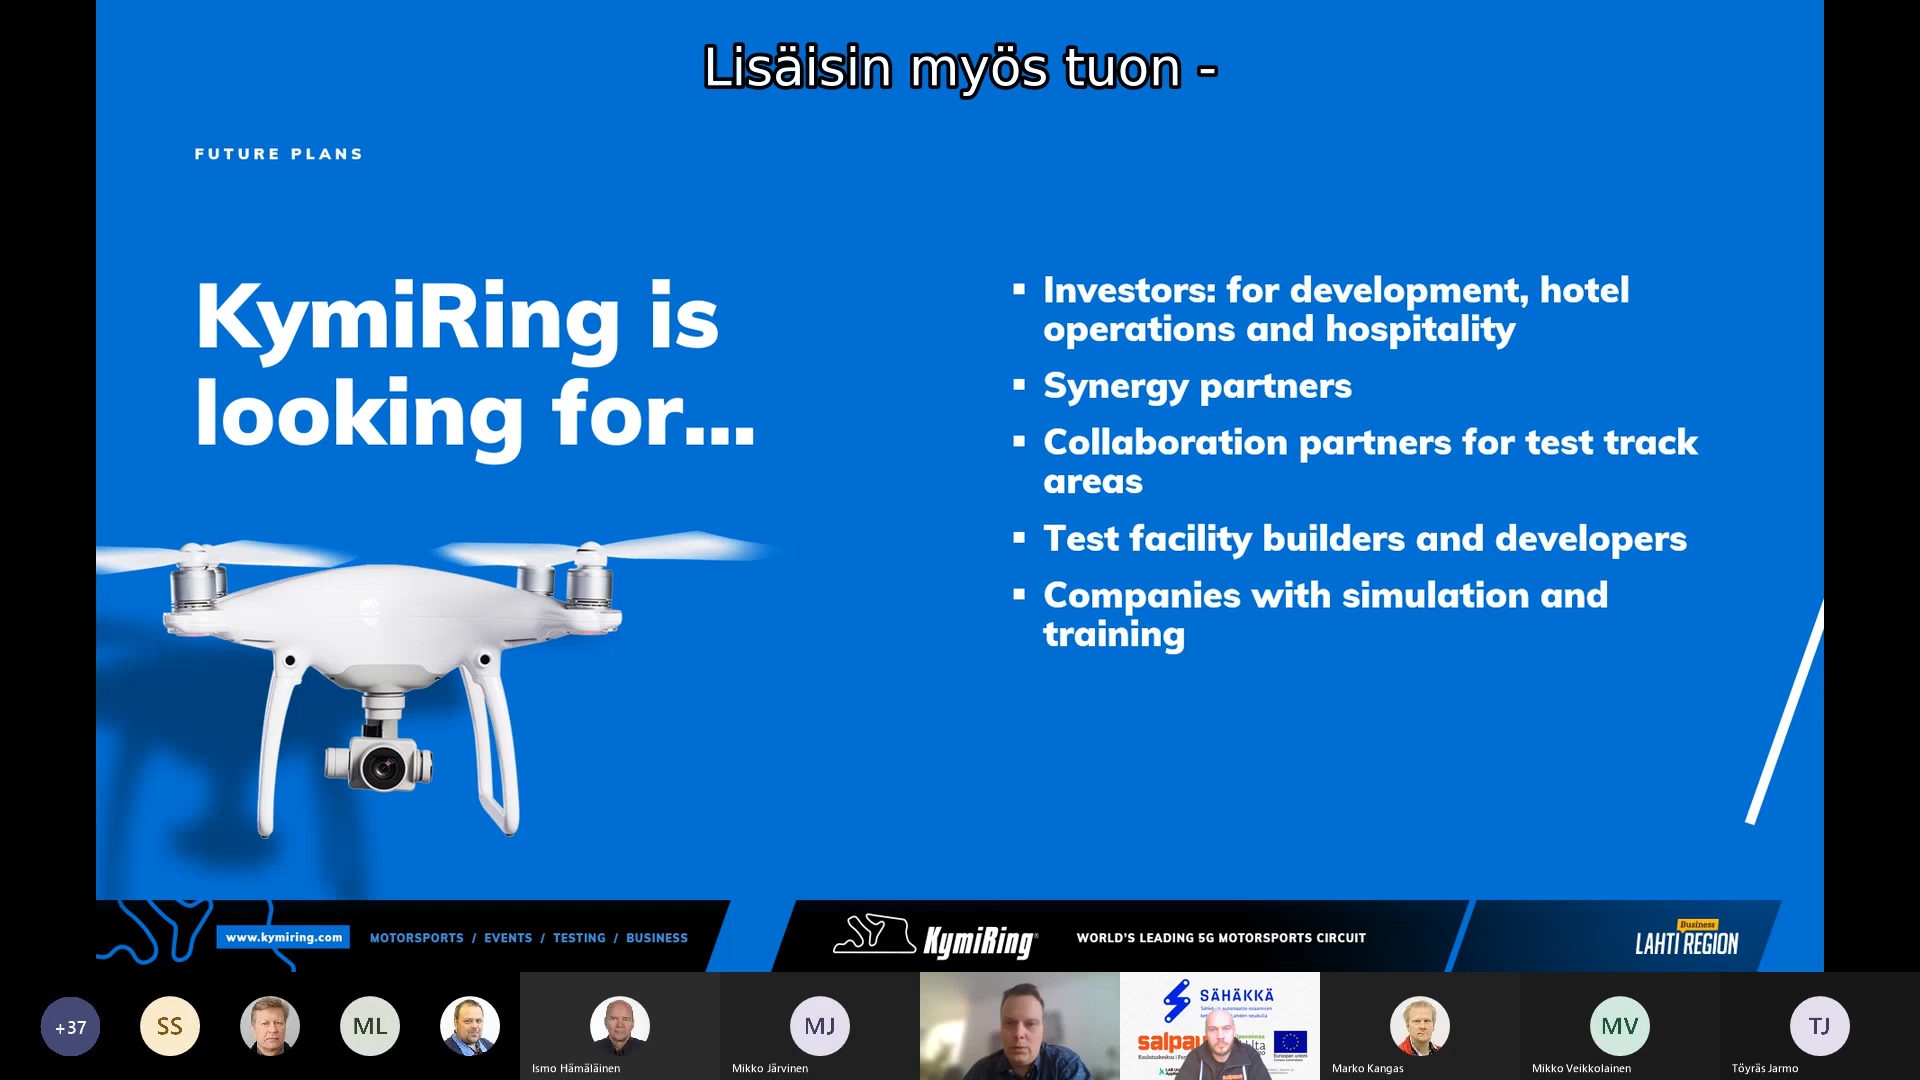 Lisäisin myös tuon -
FUTURE PLANS
KymiRing is
looking for...
▪ Investors: for development, hotel
operations and hospitality
▪ Synergy partners
▪ Collaboration partners for test track
areas
▪ Test facility builders and developers
▪ Companies with simulation and
training
www.kymiring.com
MOTORSPORTS / EVENTS / TESTING / BUSINESS
KymiRing
WORLD'S LEADING 5G MOTORSPORTS CIRCUIT
Business
LAHTI REGION
+37
SS
ML
Ismo Hämäläinen
MJ
Mikko Järvinen
SÄHÄKKÄ
salpau
Euroopan unioni
Marko Kangas
MV
Mikko Veikkolainen
TJ
Töyräs Jarmo